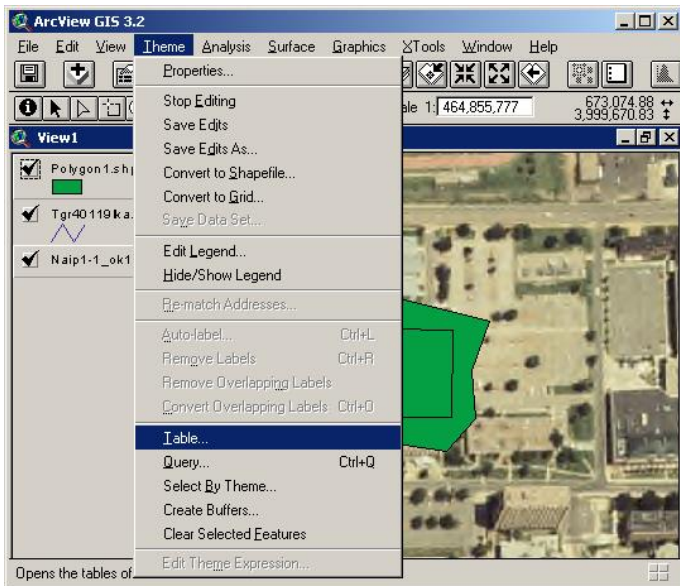 ArcView GIS 3.2
File Edit View Theme Analysis Surface Graphics XTools Window Help
ale 1: 464,855,777
673,074.88
3,999,670.83
View1
Polygon1.shp
Tgr40119lka.
Naip1-1_ok1
Properties...
Stop Editing
Save Edits
Save Edits As...
Convert to Shapefile...
Convert to Grid...
Save Data Set...
Edit Legend...
Hide/Show Legend
Re-match Addresses...
Auto-label... Ctrl+L
Remove Labels Ctrl+R
Remove Overlapping Labels
Convert Overlapping Labels Ctrl+O
Table...
Query... Ctrl+Q
Select By Theme...
Create Buffers...
Clear Selected Features
Edit Theme Expression...
Opens the tables of